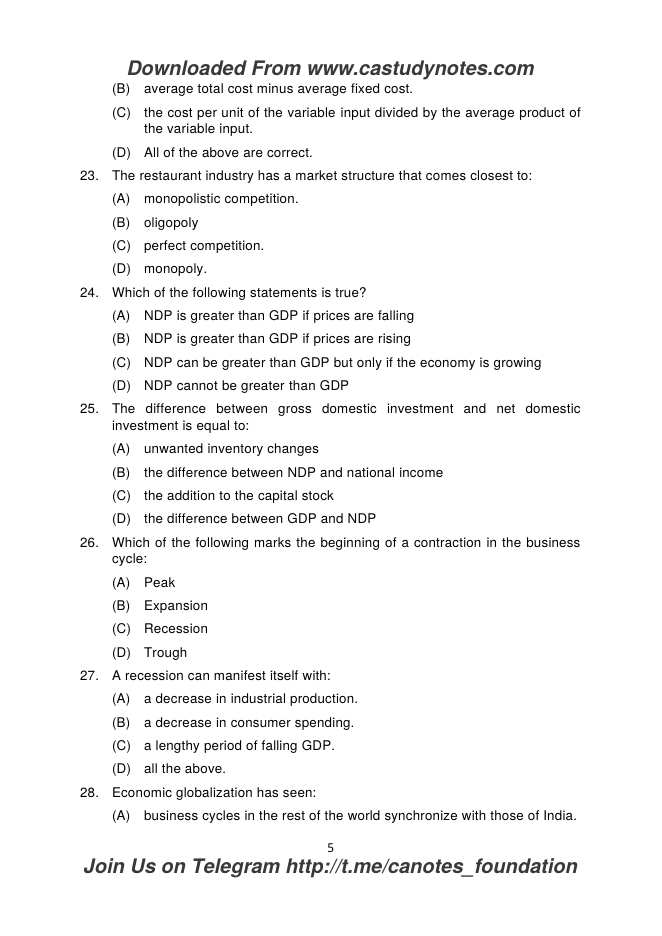 Downloaded From www.castudynotes.com
(B) average total cost minus average fixed cost.
(C) the cost per unit of the variable input divided by the average product of
the variable input.
(D) All of the above are correct.
23. The restaurant industry has a market structure that comes closest to:
(A) monopolistic competition.
(B) oligopoly
(C) perfect competition.
(D) monopoly.
24. Which of the following statements is true?
(A) NDP is greater than GDP if prices are falling
(B) NDP is greater than GDP if prices are rising
(C) NDP can be greater than GDP but only if the economy is growing
(D) NDP cannot be greater than GDP
25. The difference between gross domestic investment and net domestic
investment is equal to:
(A) unwanted inventory changes
(B) the difference between NDP and national income
(C) the addition to the capital stock
(D) the difference between GDP and NDP
26. Which of the following marks the beginning of a contraction in the business
cycle:
(A) Peak
(B) Expansion
(C) Recession
(D) Trough
27. A recession can manifest itself with:
(A) a decrease in industrial production.
(B) a decrease in consumer spending.
(C) a lengthy period of falling GDP.
(D) all the above.
28. Economic globalization has seen:
(A) business cycles in the rest of the world synchronize with those of India.
5
Join Us on Telegram http://t.me/canotes_foundation